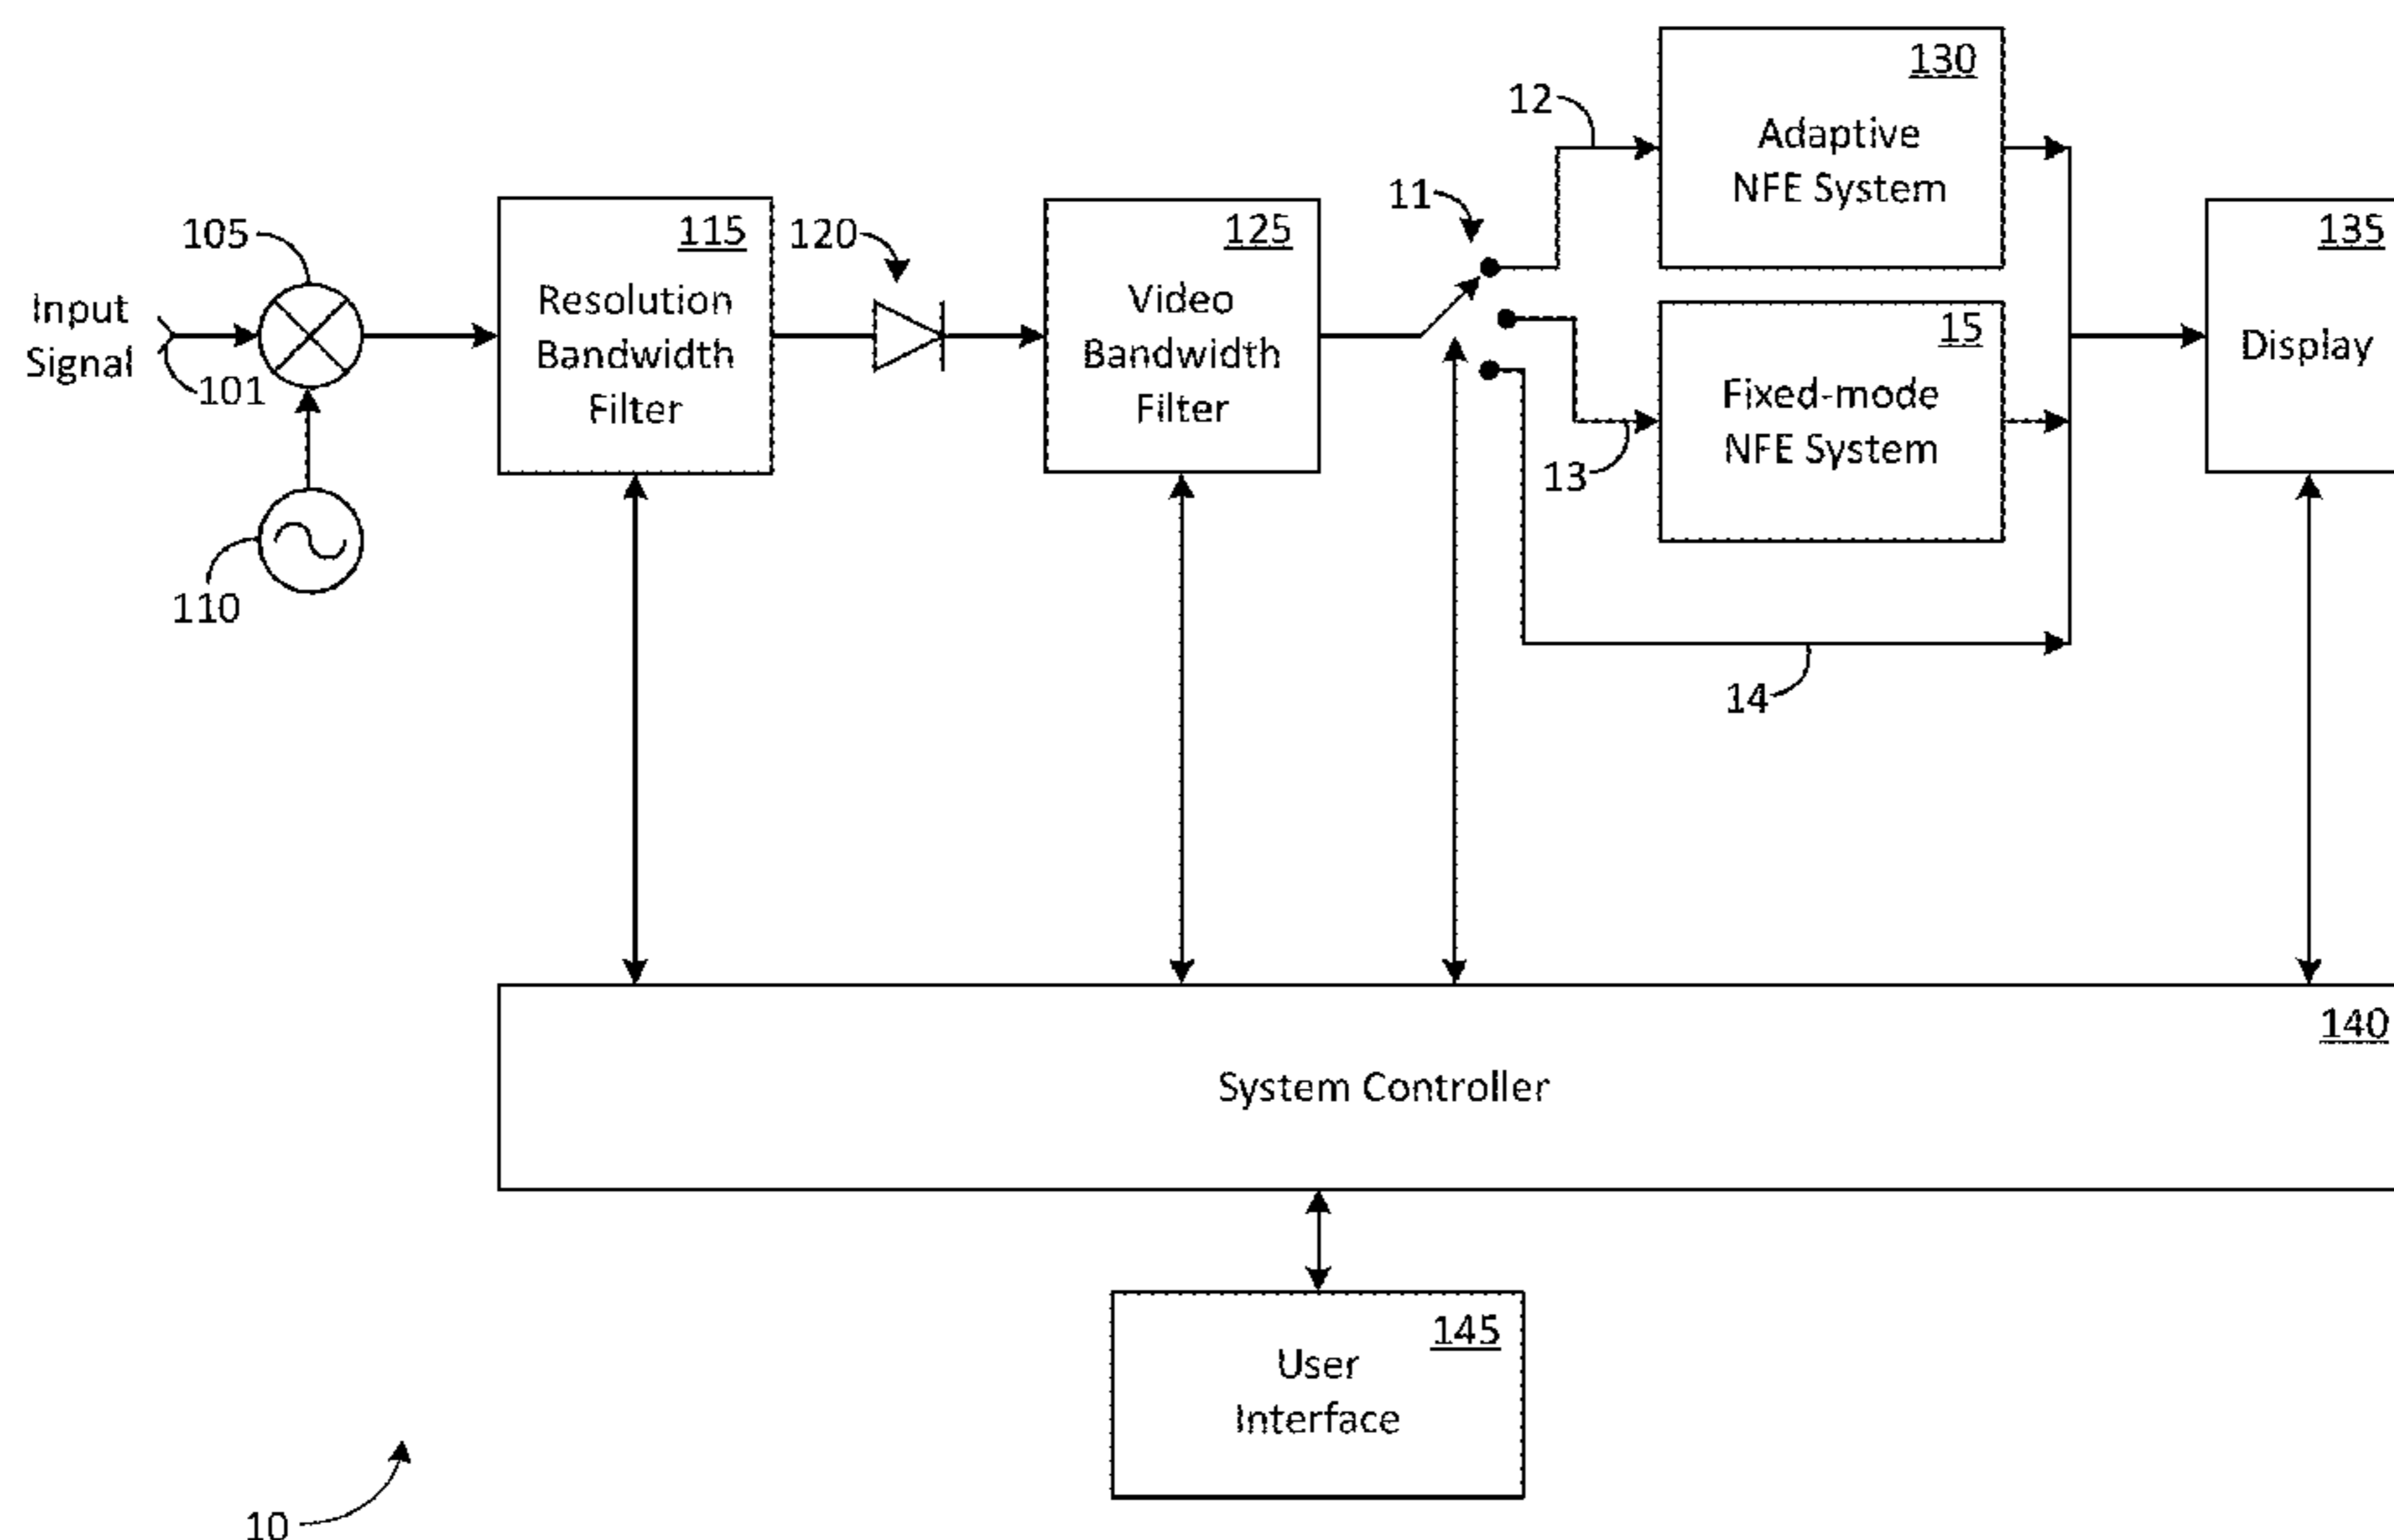 130
12
Adaptive
NFE System
11
105
115
120
125
135
Input
Signal
101
Resolution
Bandwidth
Filter
Video
Bandwidth
Filter
15
Fixed-mode
NFE System
Display
13
110
14
140
System Controller
145
User
Interface
10